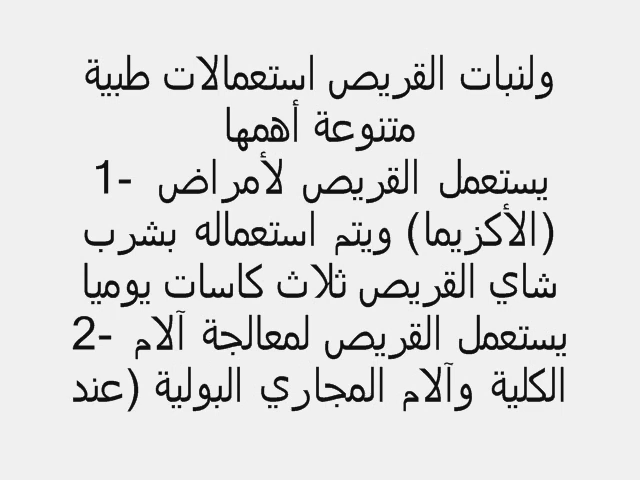 ولنبات القريص استعمالات طبية
متنوعة أهمها
يستعمل القريص لأمراض -1
(الأكزيما) ويتم استعماله بشرب
شاي القريص ثلاث كاسات يوميا
يستعمل القريص لمعالجة آلام -2
الكلية وآلام المجاري البولية (عند